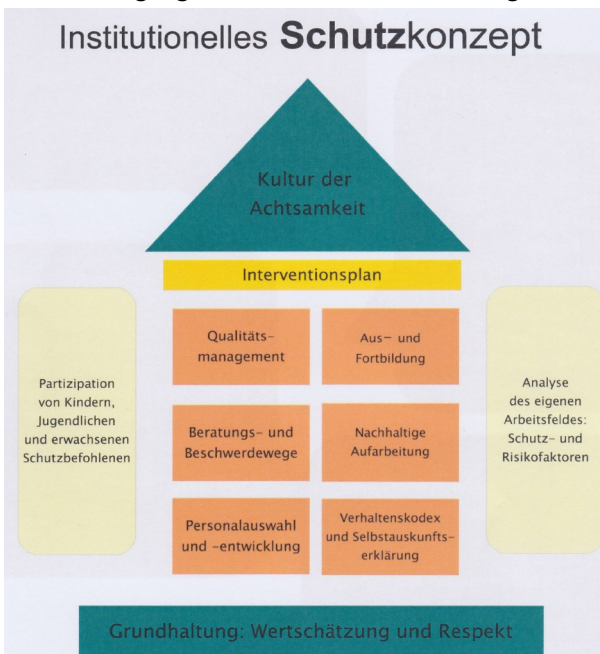 Institutionelles Schutzkonzept
Kultur der
Achtsamkeit
Interventionsplan
Partizipation
von Kindern,
Jugendlichen
und erwachsenen
Schutzbefohlenen
Qualitäts-
management
Aus- und
Fortbildung
Beratungs- und
Beschwerdewege
Nachhaltige
Aufarbeitung
Personalauswahl
und -entwicklung
Verhaltenskodex
und Selbstauskunfts-
erklärung
Analyse
des eigenen
Arbeitsfeldes:
Schutz- und
Risikofaktoren
Grundhaltung: Wertschätzung und Respekt